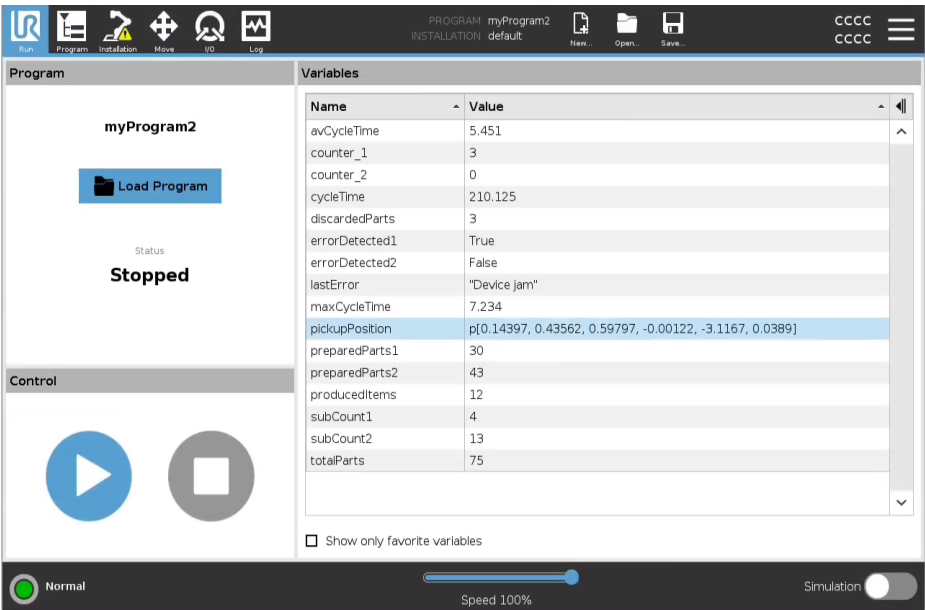 UR
Run
Program
Installation
Move
I/O
Log
PROGRAM myProgram2
INSTALLATION default
New...
Open...
Save...
CCCC
CCCC
Program
myProgram2
Load Program
Status
Stopped
Control
Variables
Name Value
avCycleTime 5.451
counter_1 3
counter_2 0
cycleTime 210.125
discardedParts 3
errorDetected1 True
errorDetected2 False
lastError "Device jam"
maxCycleTime 7.234
pickupPosition p[0.14397, 0.43562, 0.59797, -0.00122, -3.1167, 0.0389]
preparedParts1 30
preparedParts2 43
producedItems 12
subCount1 4
subCount2 13
totalParts 75
Show only favorite variables
Normal
Speed 100%
Simulation